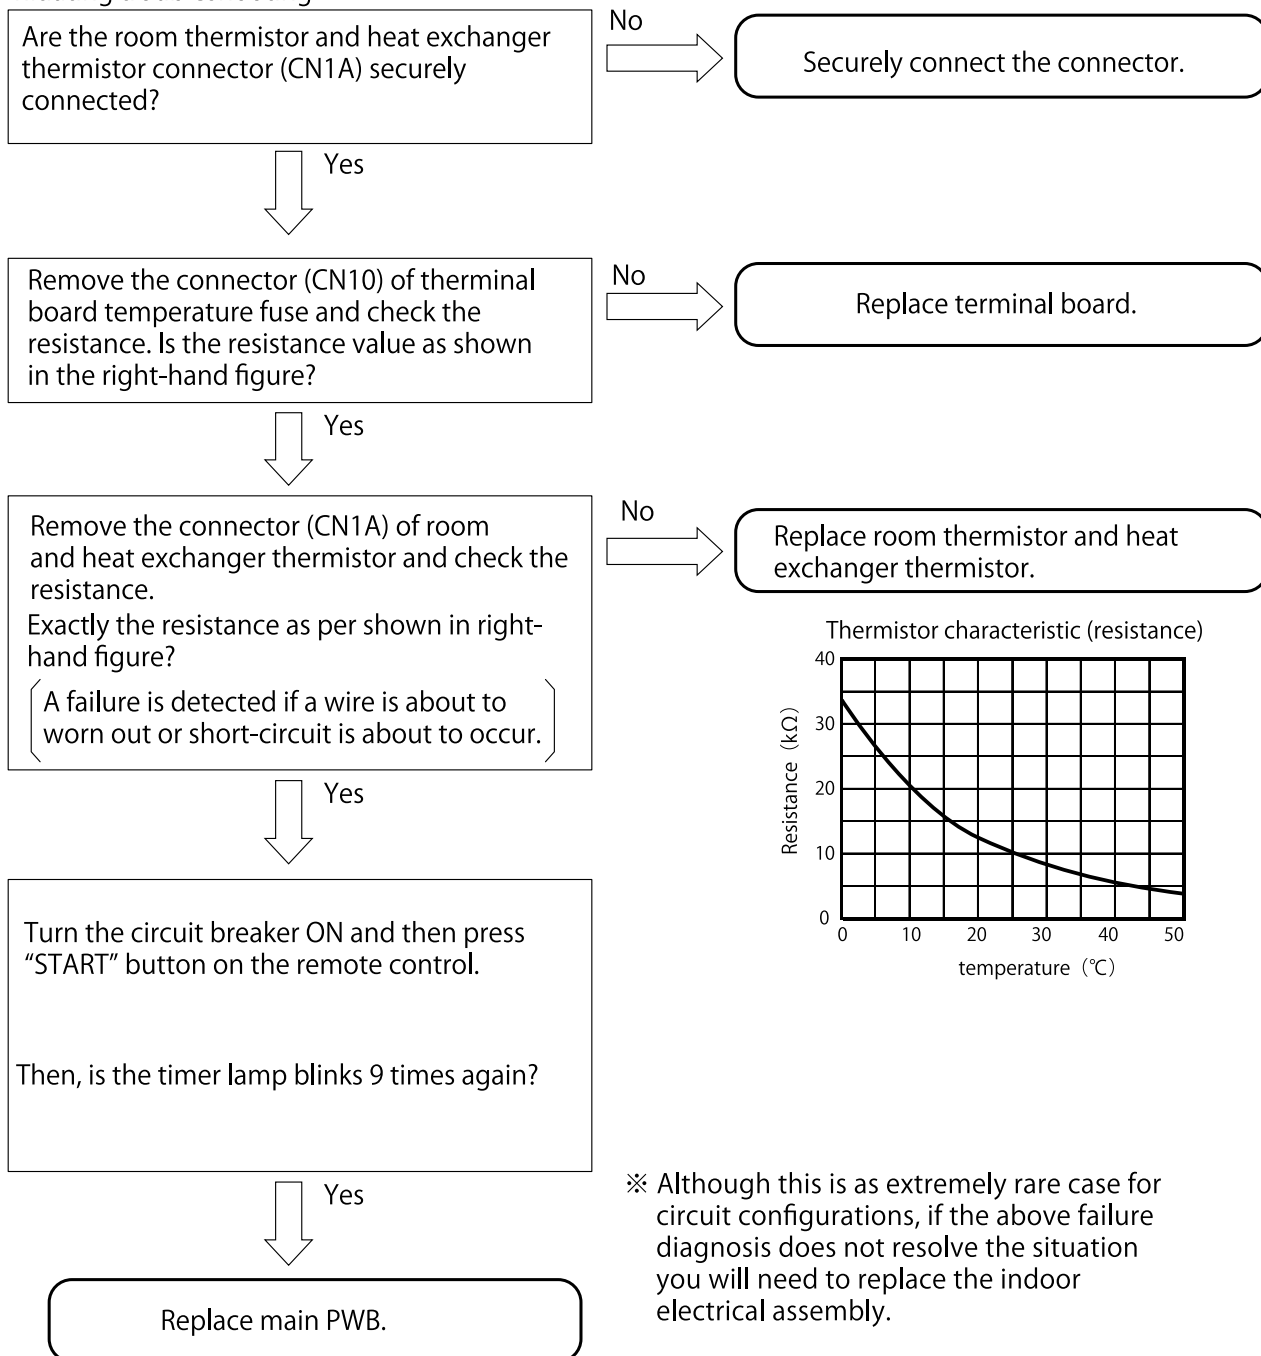 Are the room thermistor and heat exchanger
thermistor connector (CN1A) securely
connected?
No
Securely connect the connector.
Yes
Remove the connector (CN10) of therminal
board temperature fuse and check the
resistance. Is the resistance value as shown
in the right-hand figure?
No
Replace terminal board.
Yes
Remove the connector (CN1A) of room
and heat exchanger thermistor and check the
resistance.
Exactly the resistance as per shown in right-
hand figure?
A failure is detected if a wire is about to
worn out or short-circuit is about to occur.
No
Replace room thermistor and heat
exchanger thermistor.
Thermistor characteristic (resistance)
40
30
20
10
0
Resistance (kΩ)
0 10 20 30 40 50
temperature (℃)
Yes
Turn the circuit breaker ON and then press
“START” button on the remote control.
Then, is the timer lamp blinks 9 times again?
Yes
Replace main PWB.
※ Although this is as extremely rare case for
circuit configurations, if the above failure
diagnosis does not resolve the situation
you will need to replace the indoor
electrical assembly.